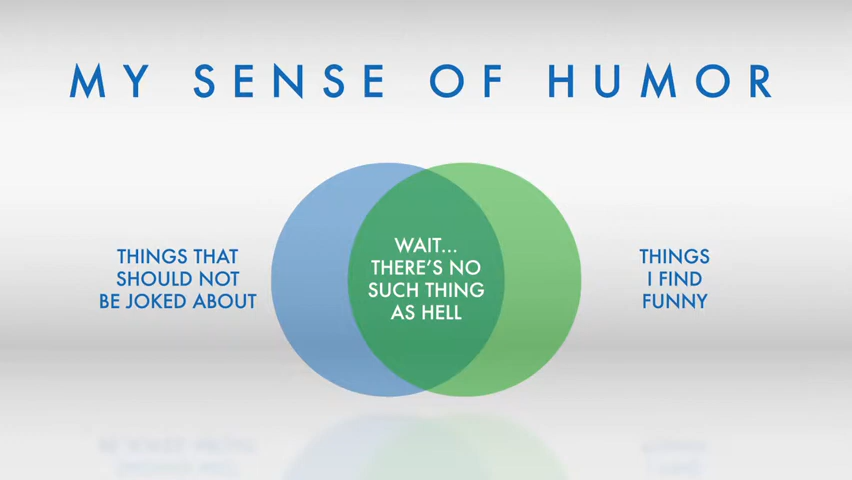 MY SENSE OF HUMOR
THINGS THAT
SHOULD NOT
BE JOKED ABOUT
WAIT...
THERE'S NO
SUCH THING
AS HELL
THINGS
I FIND
FUNNY